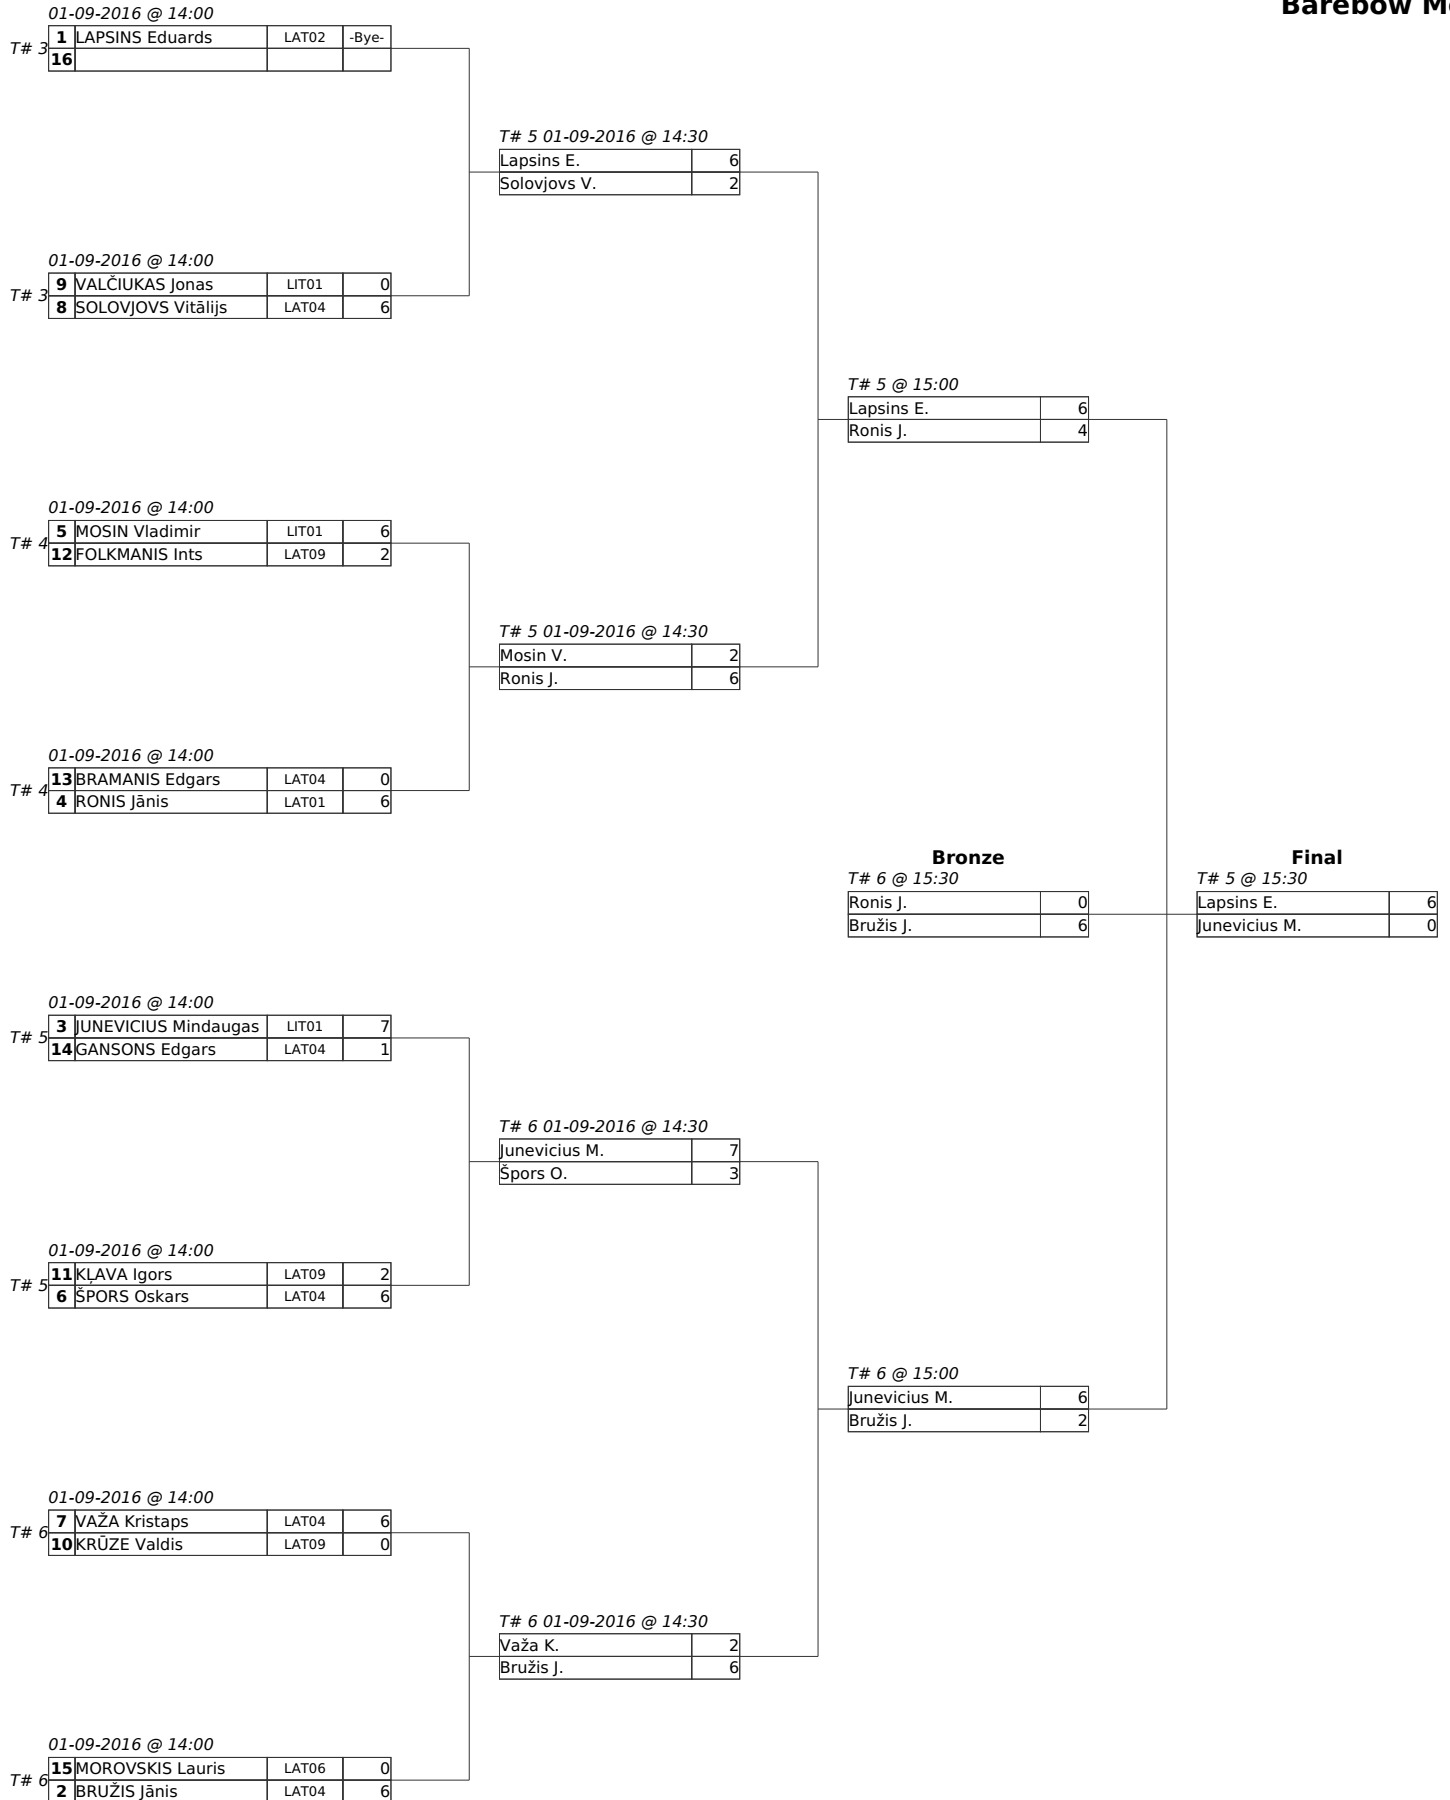 Barebow M
01-09-2016 @ 14:00
T# 3
1 LAPSINS Eduards LAT02 -Bye-
16
T# 5 01-09-2016 @ 14:30
Lapsins E. 6
Solovjovs V. 2
01-09-2016 @ 14:00
T# 3
9 VALČIUKAS Jonas LIT01 0
8 SOLOVJOVS Vitālijs LAT04 6
T# 5 @ 15:00
Lapsins E. 6
Ronis J. 4
01-09-2016 @ 14:00
T# 4
5 MOSIN Vladimir LIT01 6
12 FOLKMANIS Ints LAT09 2
T# 5 01-09-2016 @ 14:30
Mosin V. 2
Ronis J. 6
01-09-2016 @ 14:00
T# 4
13 BRAMANIS Edgars LAT04 0
4 RONIS Jānis LAT01 6
Bronze
T# 6 @ 15:30
Ronis J. 0
Bružis J. 6
Final
T# 5 @ 15:30
Lapsins E. 6
Junevicius M. 0
01-09-2016 @ 14:00
T# 5
3 JUNEVICIUS Mindaugas LIT01 7
14 GANSONS Edgars LAT04 1
T# 6 01-09-2016 @ 14:30
Junevicius M. 7
Špors O. 3
01-09-2016 @ 14:00
T# 5
11 KĻAVA Igors LAT09 2
6 ŠPORS Oskars LAT04 6
T# 6 @ 15:00
Junevicius M. 6
Bružis J. 2
01-09-2016 @ 14:00
T# 6
7 VAŽA Kristaps LAT04 6
10 KRŪZE Valdis LAT09 0
T# 6 01-09-2016 @ 14:30
Važa K. 2
Bružis J. 6
01-09-2016 @ 14:00
T# 6
15 MOROVSKIS Lauris LAT06 0
2 BRUŽIS Jānis LAT04 6